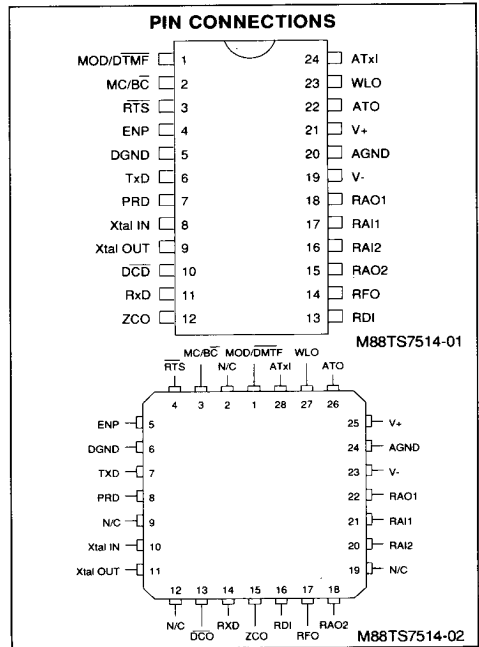 PIN CONNECTIONS
MOD/DTMF 1 24 ATxI
MC/BC 2 23 WLO
RTS 3 22 ATO
ENP 4 21 V+
DGND 5 20 AGND
TxD 6 19 V-
PRD 7 18 RAO1
Xtal IN 8 17 RAI1
Xtal OUT 9 16 RAI2
DCD 10 15 RAO2
RxD 11 14 RFO
ZCO 12 13 RDI
M88TS7514-01
MC/BC MOD/DMTF WLO
RTS N/C ATxI ATO
4 3 2 1 28 27 26
ENP 5 25 V+
DGND 6 24 AGND
TXD 7 23 V-
PRD 8 22 RAO1
N/C 9 21 RAI1
Xtal IN 10 20 RAI2
Xtal OUT 11 19 N/C
12 13 14 15 16 17 18
N/C RXD RDI RAO2
DCO ZCO RFO
M88TS7514-02